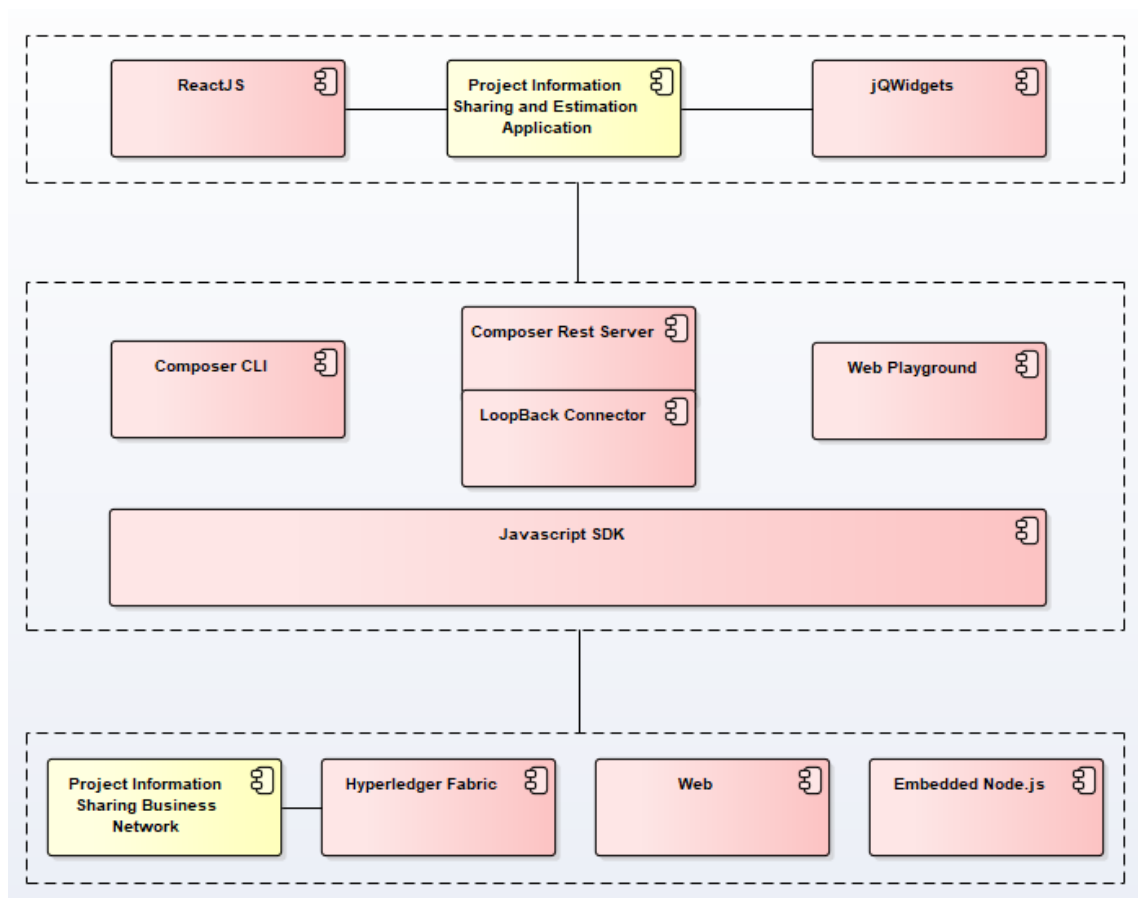 ReactJS
Project Information
Sharing and Estimation
Application
jQWidgets
Composer Rest Server
Composer CLI
Web Playground
LoopBack Connector
Javascript SDK
Project Information
Sharing Business
Network
Hyperledger Fabric
Web
Embedded Node.js